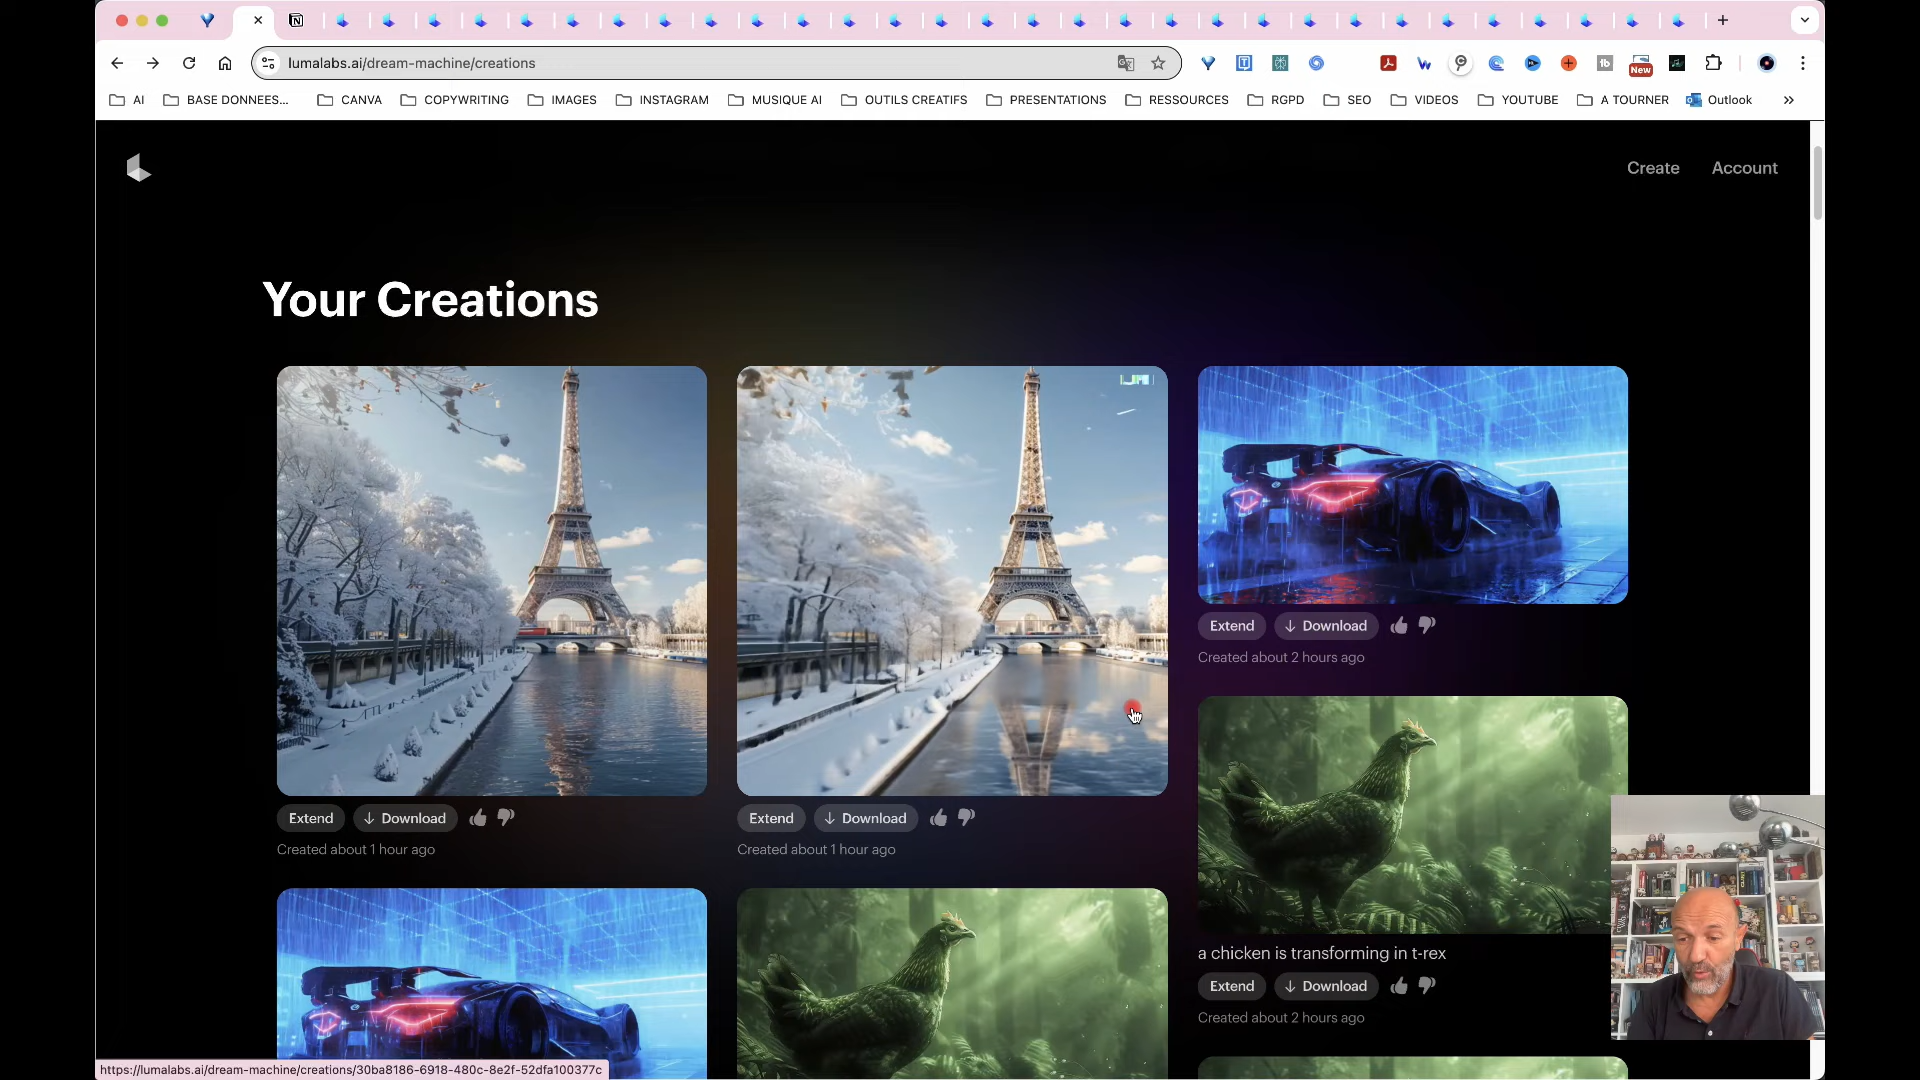 lumalabs.ai/dream-machine/creations
New
AI
BASE DONNEES...
CANVA
COPYWRITING
IMAGES
INSTAGRAM
MUSIQUE AI
OUTILS CREATIFS
PRESENTATIONS
RESSOURCES
RGPD
SEO
VIDEOS
YOUTUBE
A TOURNER
Outlook
Create
Account
Your Creations
Extend
Download
Created about 1 hour ago
Extend
Download
Created about 1 hour ago
Extend
Download
Created about 2 hours ago
a chicken is transforming in t-rex
Extend
Download
Created about 2 hours ago
https://lumalabs.ai/dream-machine/creations/30ba8186-6918-480c-8e2f-52dfa100377c